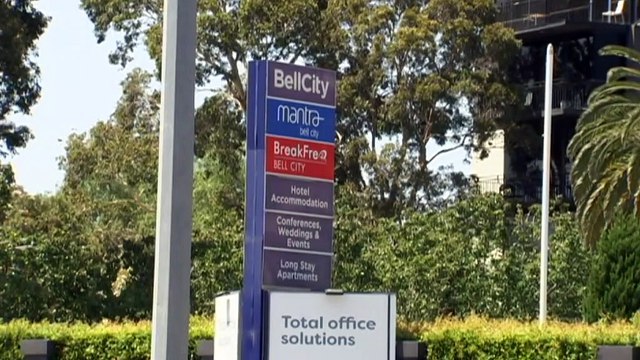 BellCity
mantra
bell city
BreakFree
BELL CITY
Hotel
Accommodation
Conferences,
Weddings &
Events
Long Stay
Apartments
Total office
solutions